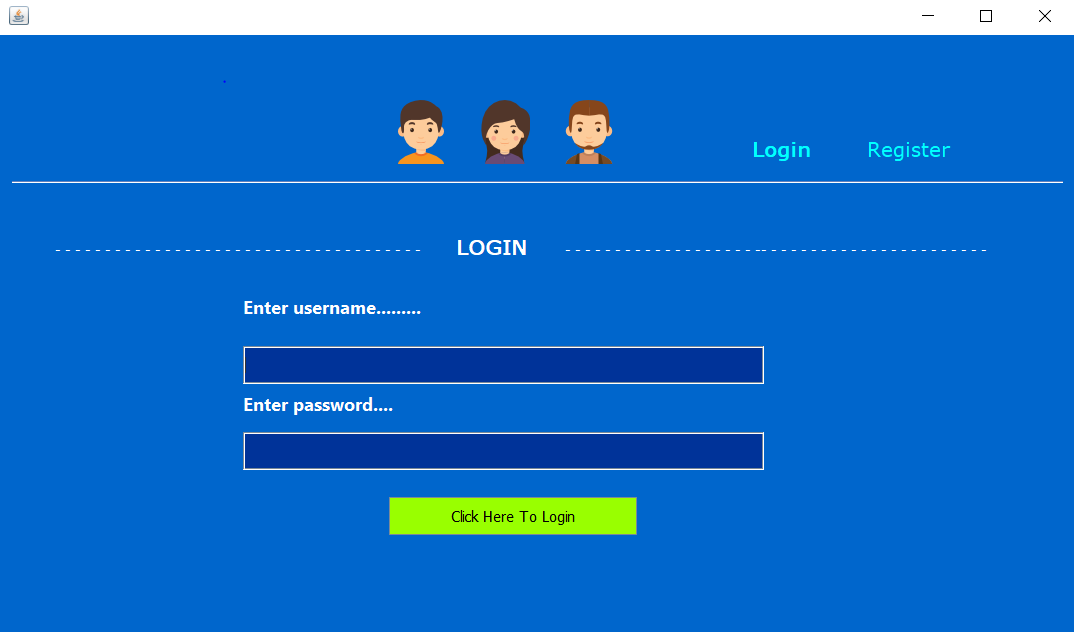 Login Register
- - - - - - - - - - - - - - - - - - - - - - - - - - - - - - - - - - - - - LOGIN - - - - - - - - - - - - - - - - - - - - - - - - - - - - - - - - - - - - - - - - - - -
Enter username.........
Enter password....
Click Here To Login